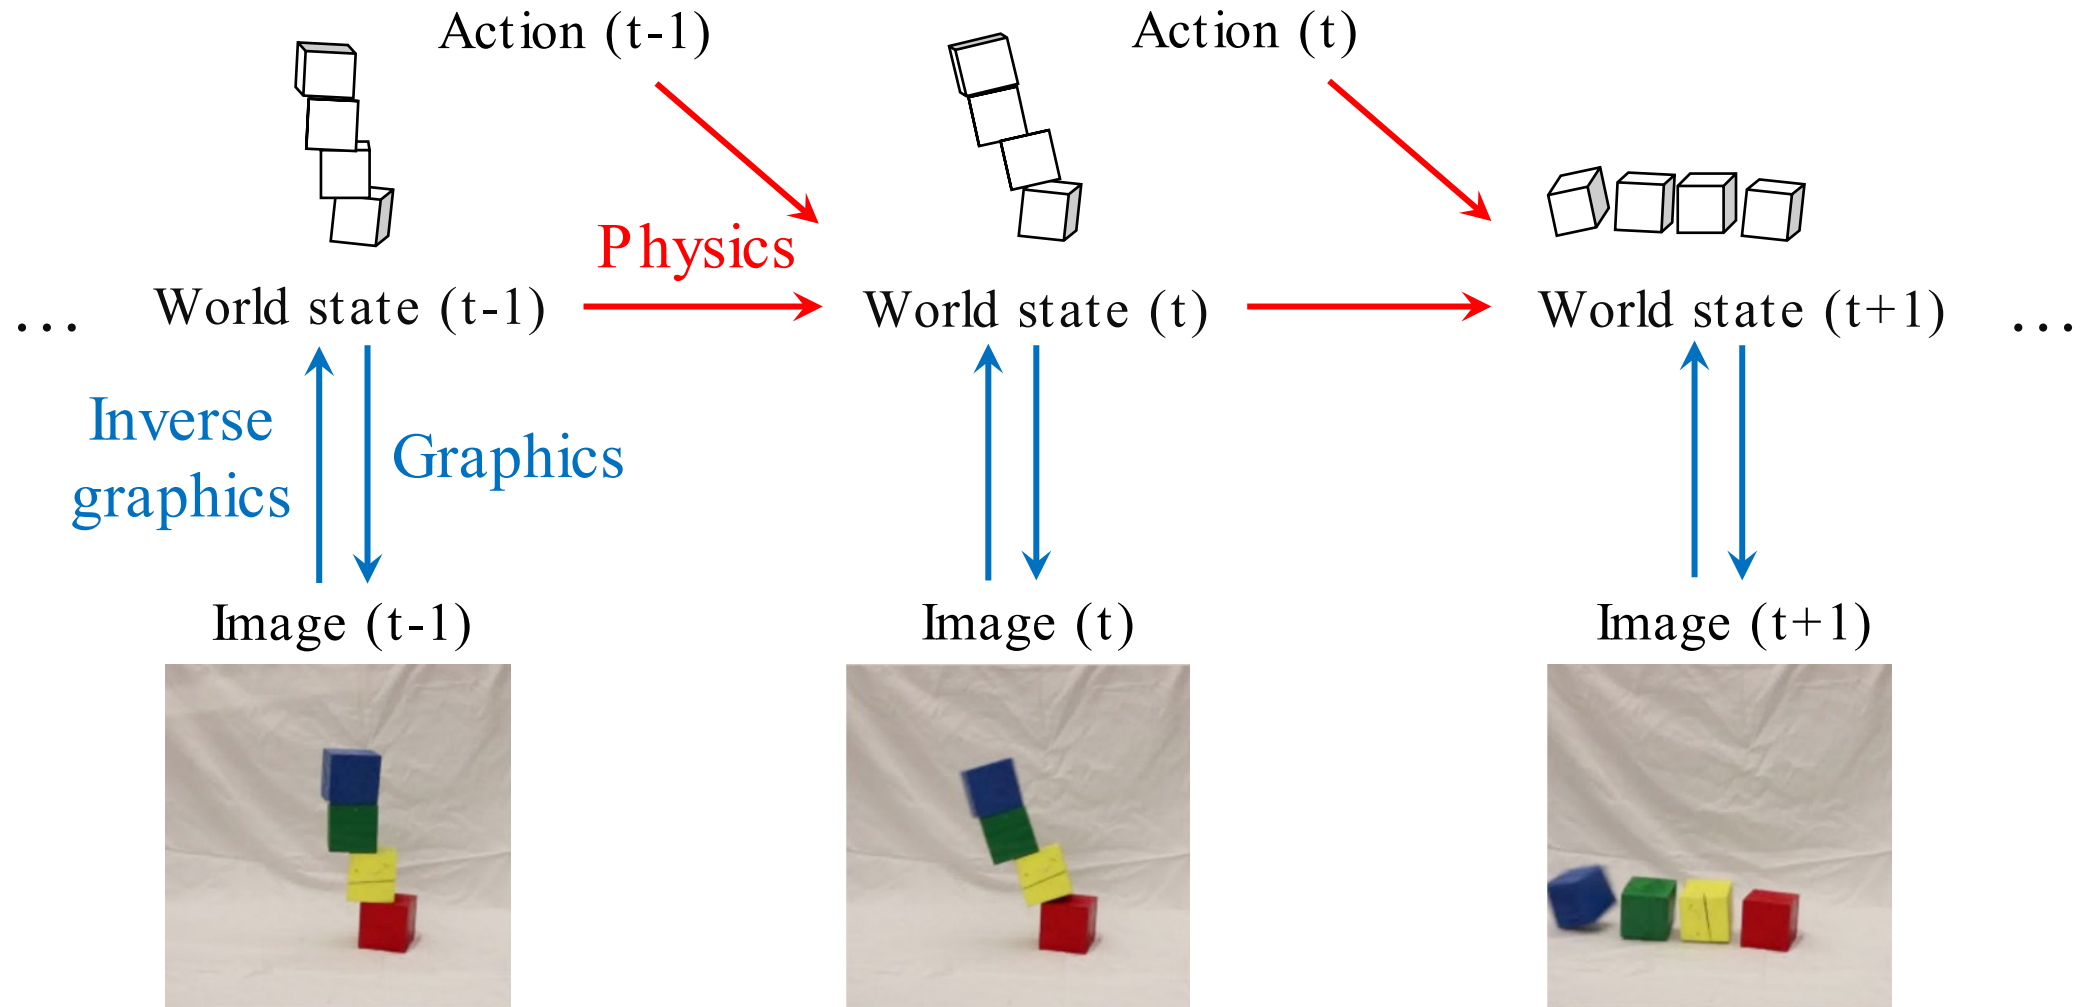 Action (t-1)
Action (t)
Physics
… World state (t-1)
World state (t)
World state (t+1) …
Inverse
graphics
Graphics
Image (t-1)
Image (t)
Image (t+1)